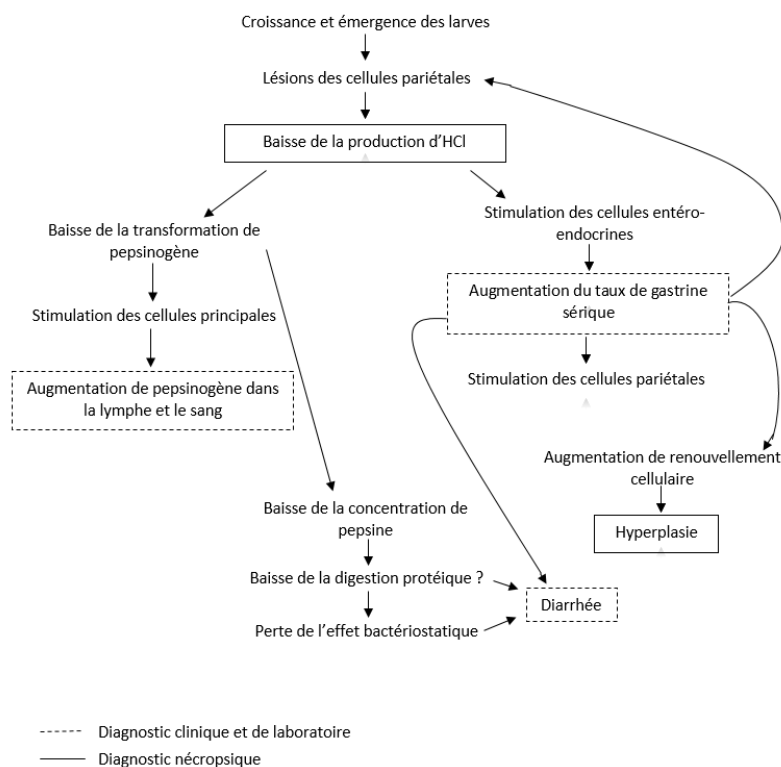 Croissance et émergence des larves
Lésions des cellules pariétales
Baisse de la production d’HCl
Baisse de la transformation de
pepsinogène
Stimulation des cellules entéro-
endocrines
Stimulation des cellules principales
Augmentation du taux de gastrine
sérique
Augmentation de pepsinogène dans
la lymphe et le sang
Stimulation des cellules pariétales
Augmentation de renouvellement
cellulaire
Baisse de la concentration de
pepsine
Hyperplasie
Baisse de la digestion protéique ?
Diarrhée
Perte de l’effet bactériostatique
Diagnostic clinique et de laboratoire
Diagnostic nécropsique